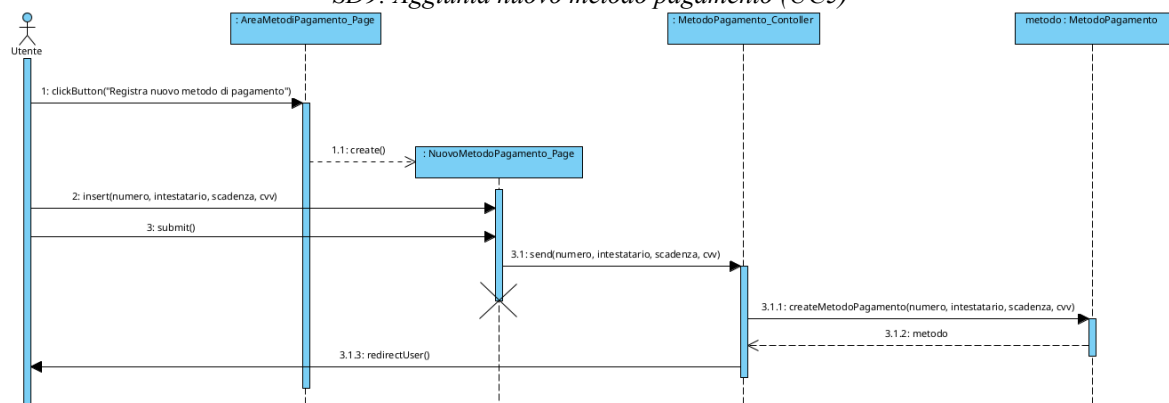 SD9: Aggiunta nuovo metodo pagamento (UC5)
: AreaMetodiPagamento_Page
: MetodoPagamento_Contoller
metodo : MetodoPagamento
Utente
1: clickButton("Registra nuovo metodo di pagamento")
1.1: create()
: NuovoMetodoPagamento_Page
2: insert(numero, intestatario, scadenza, cvv)
3: submit()
3.1: send(numero, intestatario, scadenza, cvv)
3.1.1: createMetodoPagamento(numero, intestatario, scadenza, cvv)
3.1.2: metodo
3.1.3: redirectUser()